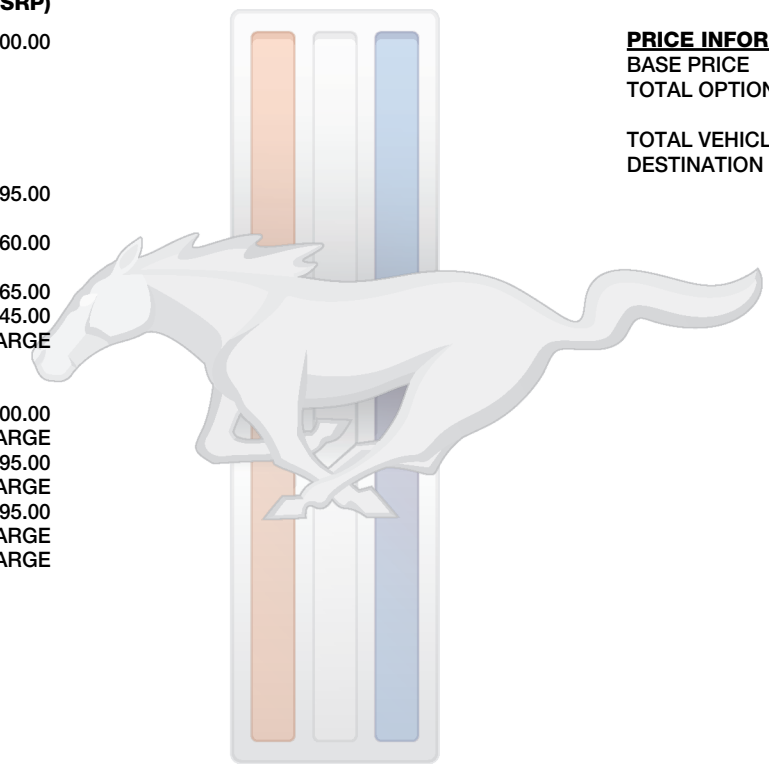 SRP)
00.00
95.00
60.00
65.00
45.00
ARGE
00.00
ARGE
95.00
ARGE
95.00
ARGE
ARGE
PRICE INFOR
BASE PRICE
TOTAL OPTION
TOTAL VEHICL
DESTINATION